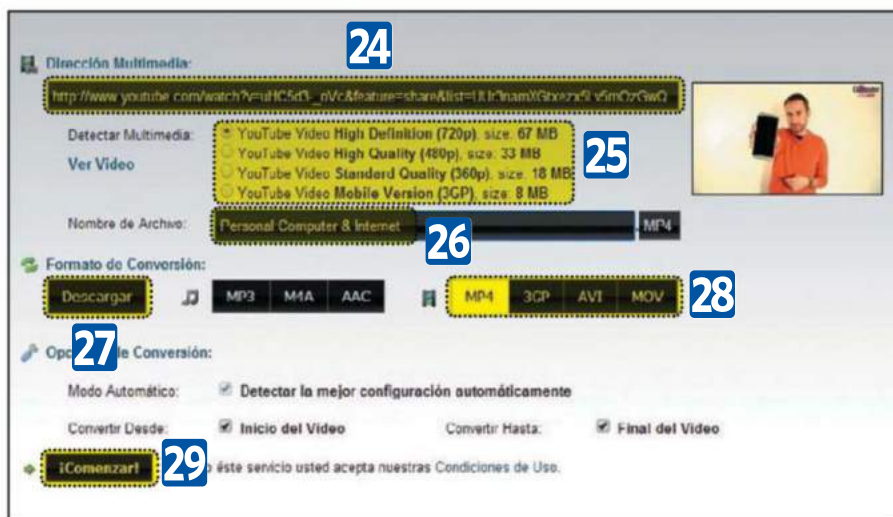 24
Dirección Multimedia:
Detectar Multimedia:
YouTube Video High Definition (720p), size: 67 MB
YouTube Video High Quality (480p), size: 33 MB
Ver Video
YouTube Video Standard Quality (360p), size: 18 MB
YouTube Video Mobile Version (3GP), size: 8 MB
25
Nombre de Archivo: Personal Computer & Internet .MP4
26
Formato de Conversión:
Descargar MP3 M4A AAC MP4 3GP AVI MOV
28
27
de Conversión:
Modo Automático: Detectar la mejor configuración automáticamente
Convertir Desde: Inicio del Video Convertir Hasta: Final del Video
¡Comenzar! 29 éste servicio usted acepta nuestras Condiciones de Uso.